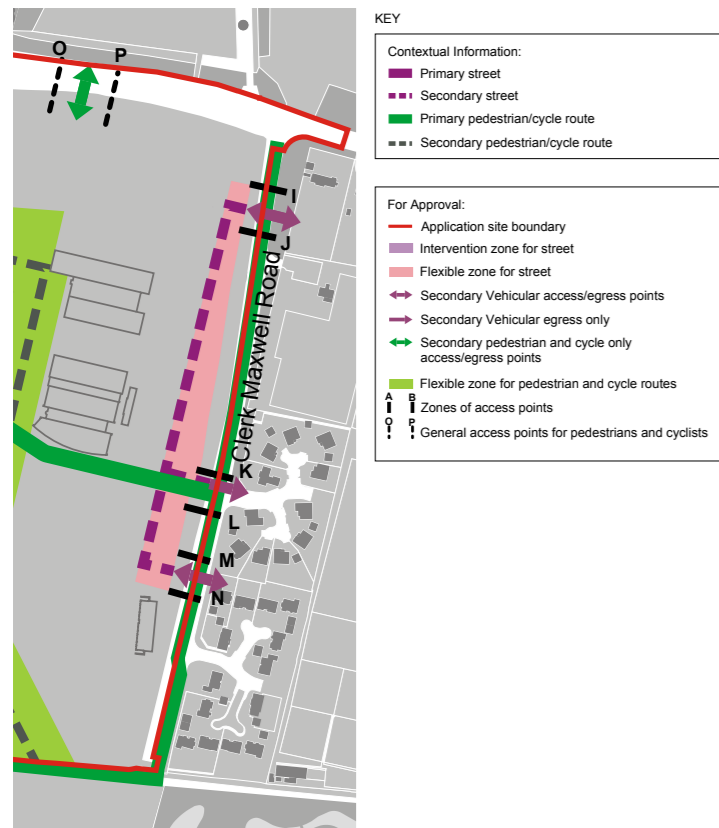 O
P
I
J
Clerk Maxwell Road
K
L
M
N
KEY
Contextual Information:
Primary street
Secondary street
Primary pedestrian/cycle route
Secondary pedestrian/cycle route
For Approval:
Application site boundary
Intervention zone for street
Flexible zone for street
Secondary Vehicular access/egress points
Secondary Vehicular egress only
Secondary pedestrian and cycle only
access/egress points
Flexible zone for pedestrian and cycle routes
A B
Zones of access points
O P
General access points for pedestrians and cyclists